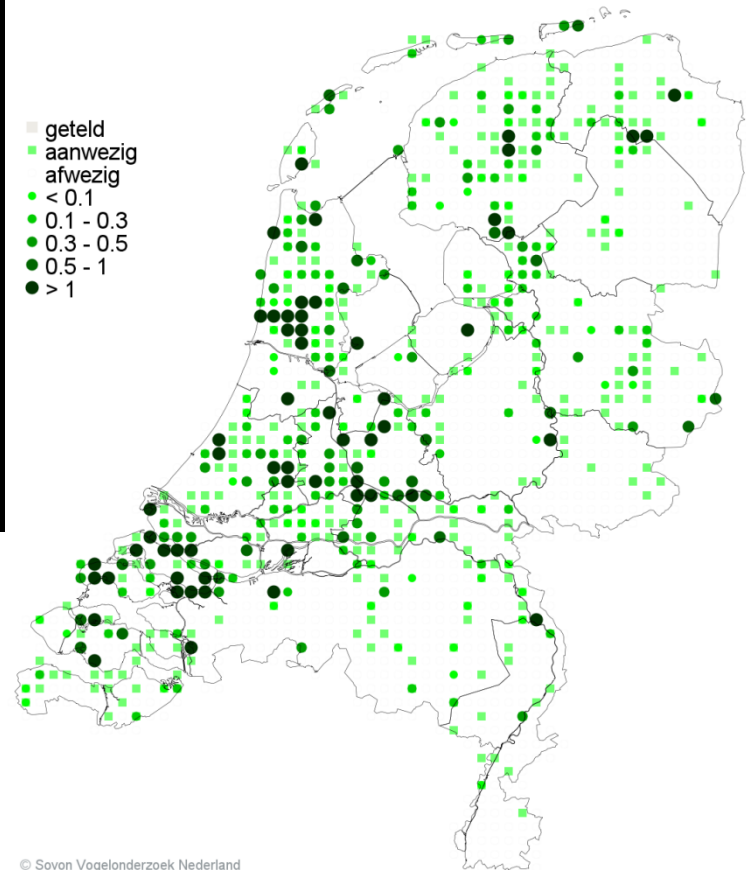 geteld
aanwezig
afwezig
< 0.1
0.1 - 0.3
0.3 - 0.5
0.5 - 1
> 1
© Sovon Vogelonderzoek Nederland